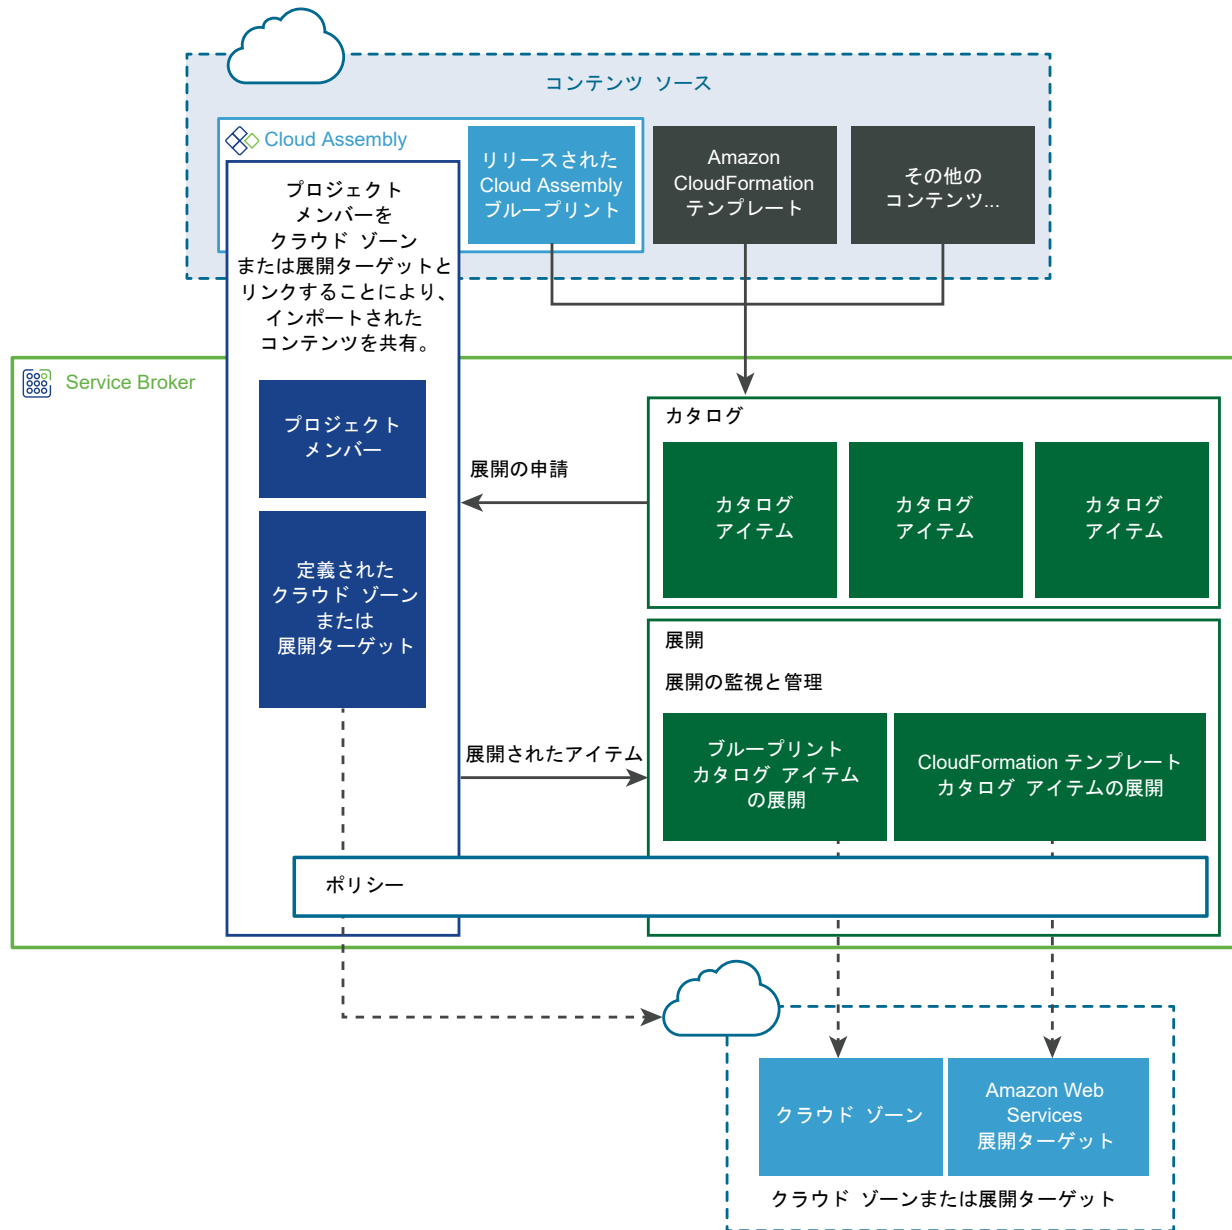 コンテンツ ソース
Cloud Assembly
リリースされた
Cloud Assembly
ブループリント
Amazon
CloudFormation
テンプレート
その他の
コンテンツ...
プロジェクト
メンバーを
クラウド ゾーン
または展開ターゲットと
リンクすることにより、
インポートされた
コンテンツを共有。
Service Broker
プロジェクト
メンバー
定義された
クラウド ゾーン
または
展開ターゲット
展開の申請
カタログ
カタログ
アイテム
カタログ
アイテム
カタログ
アイテム
展開されたアイテム
展開
展開の監視と管理
ブループリント
カタログ アイテム
の展開
CloudFormation テンプレート
カタログ アイテムの展開
ポリシー
クラウド ゾーン
Amazon Web
Services
展開ターゲット
クラウド ゾーンまたは展開ターゲット